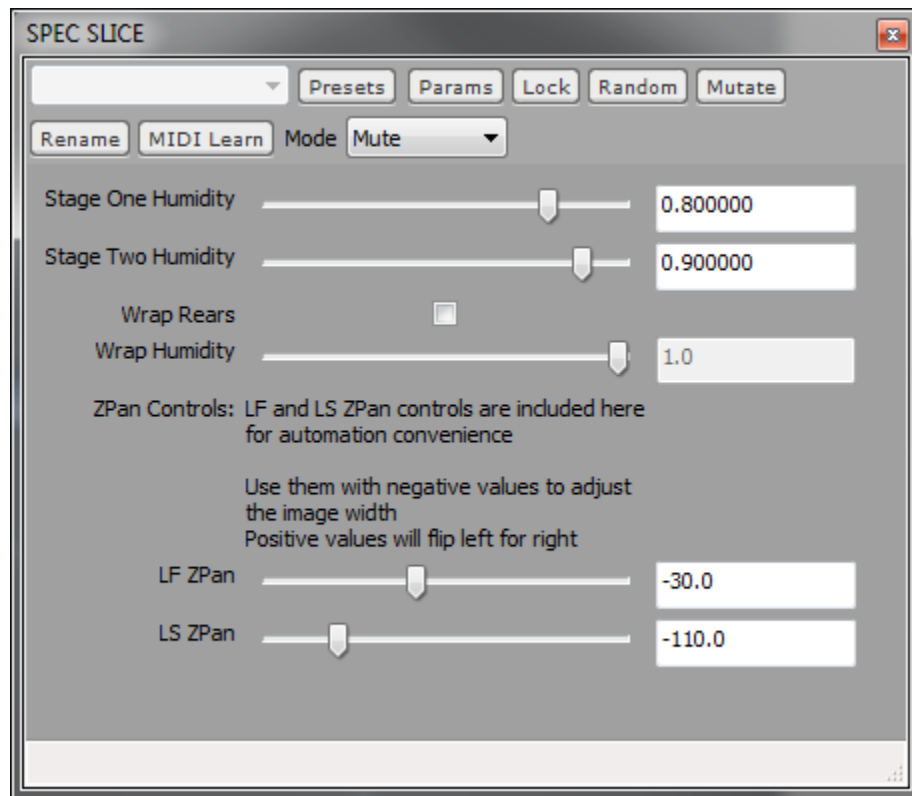 SPEC SLICE
Presets Params Lock Random Mutate
Rename MIDI Learn Mode Mute
Stage One Humidity 0.800000
Stage Two Humidity 0.900000
Wrap Rears
Wrap Humidity 1.0
ZPan Controls: LF and LS ZPan controls are included here
for automation convenience
Use them with negative values to adjust
the image width
Positive values will flip left for right
LF ZPan -30.0
LS ZPan -110.0